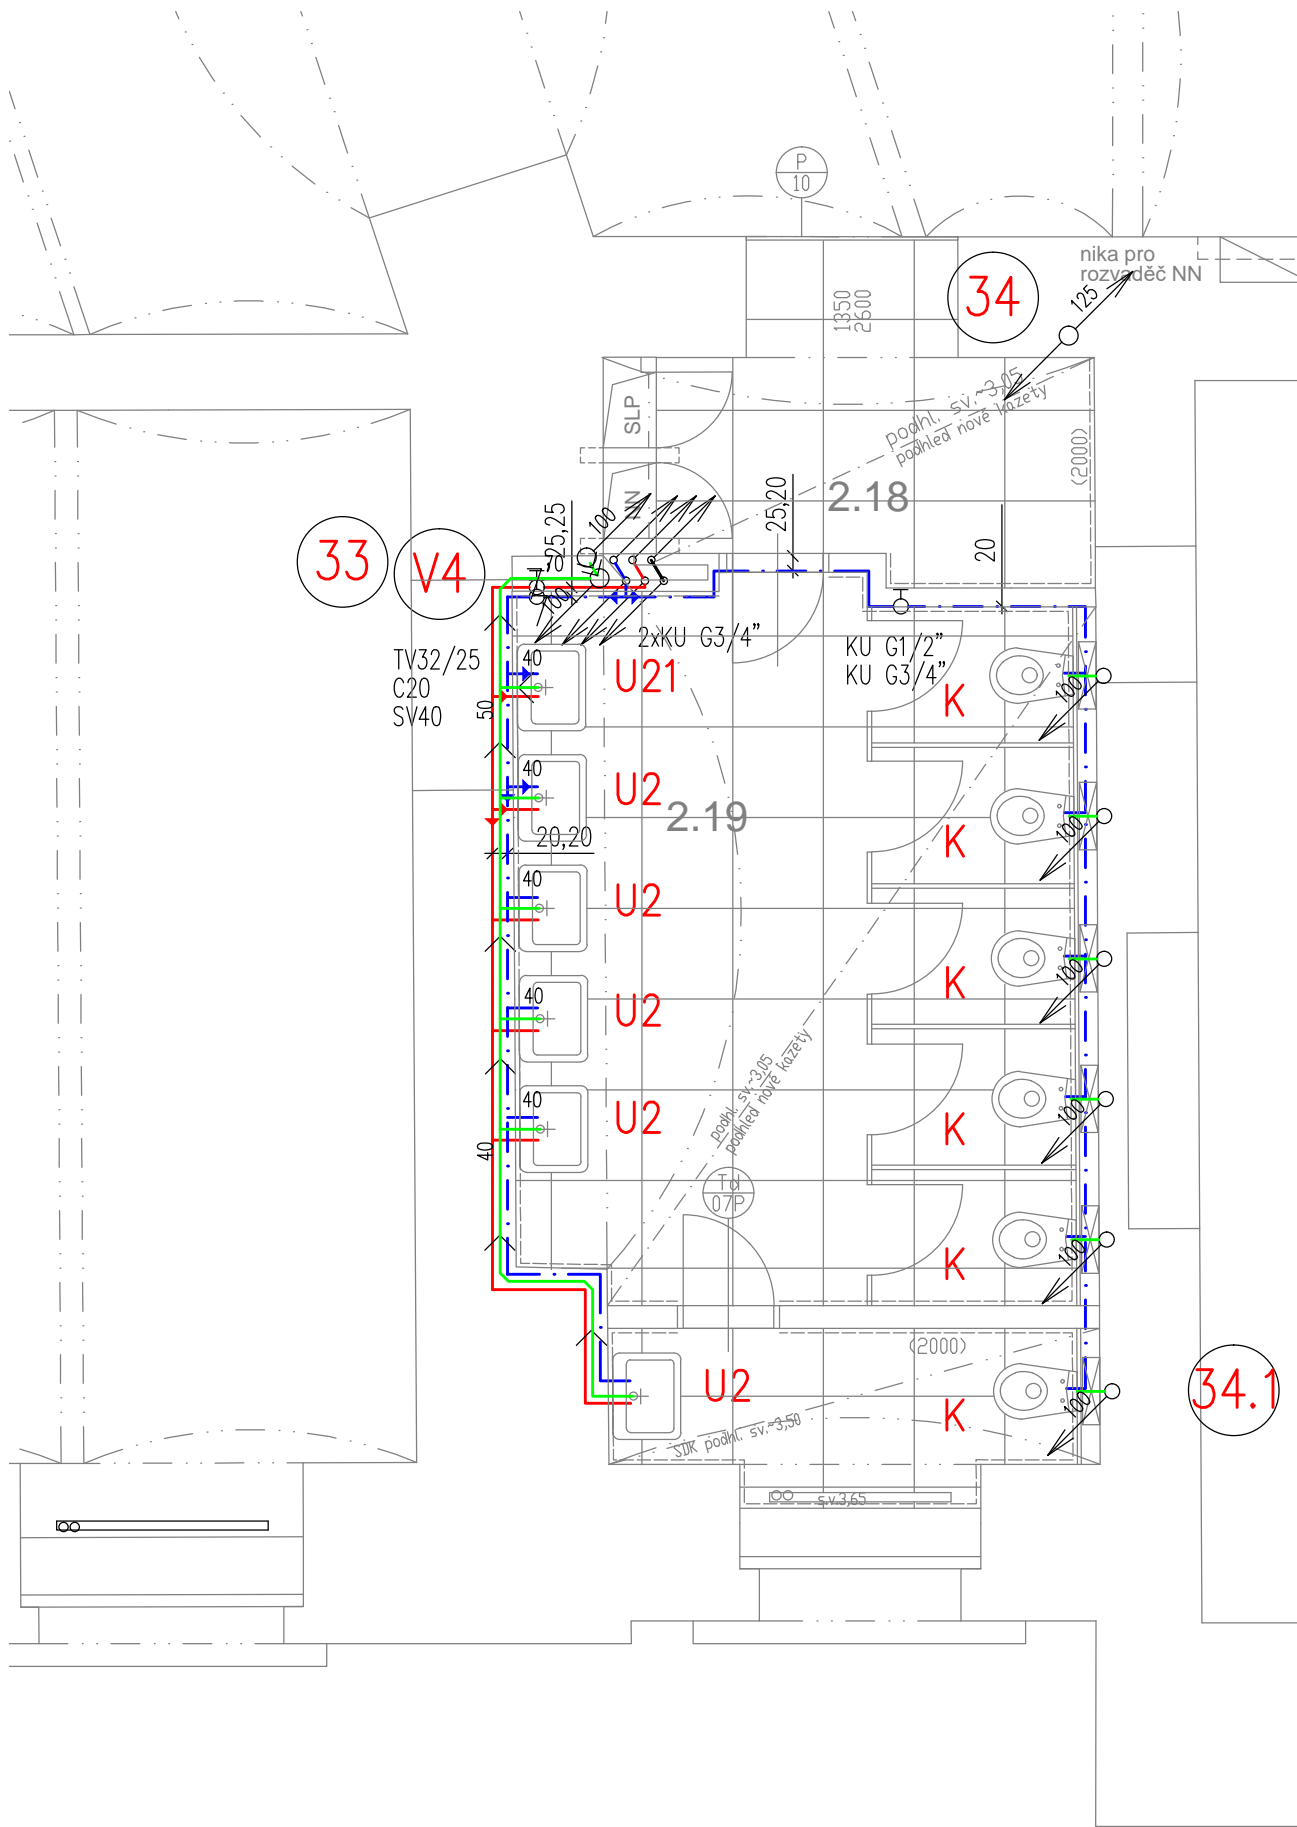 P
10
nika pro
rozvaděč NN
34
125
1350
2600
podhl. sv.~3,05
podhled nové kazety
(2000)
SLP
NN
2.18
25,20
20
25,25
100
33
V4
70
100
2xKU G3/4"
KU G1/2"
KU G3/4"
TV32/25
C20
SV40
40
U21
K
100
50
40
U2
2.19
K
100
20,20
40
U2
K
100
40
U2
podhl. sv.~3,05
podhled nové kazety
K
100
40
U2
40
Td
07P
K
100
(2000)
U2
K
100
34.1
SDK podhl. sv.~3,50
s.v.3,65